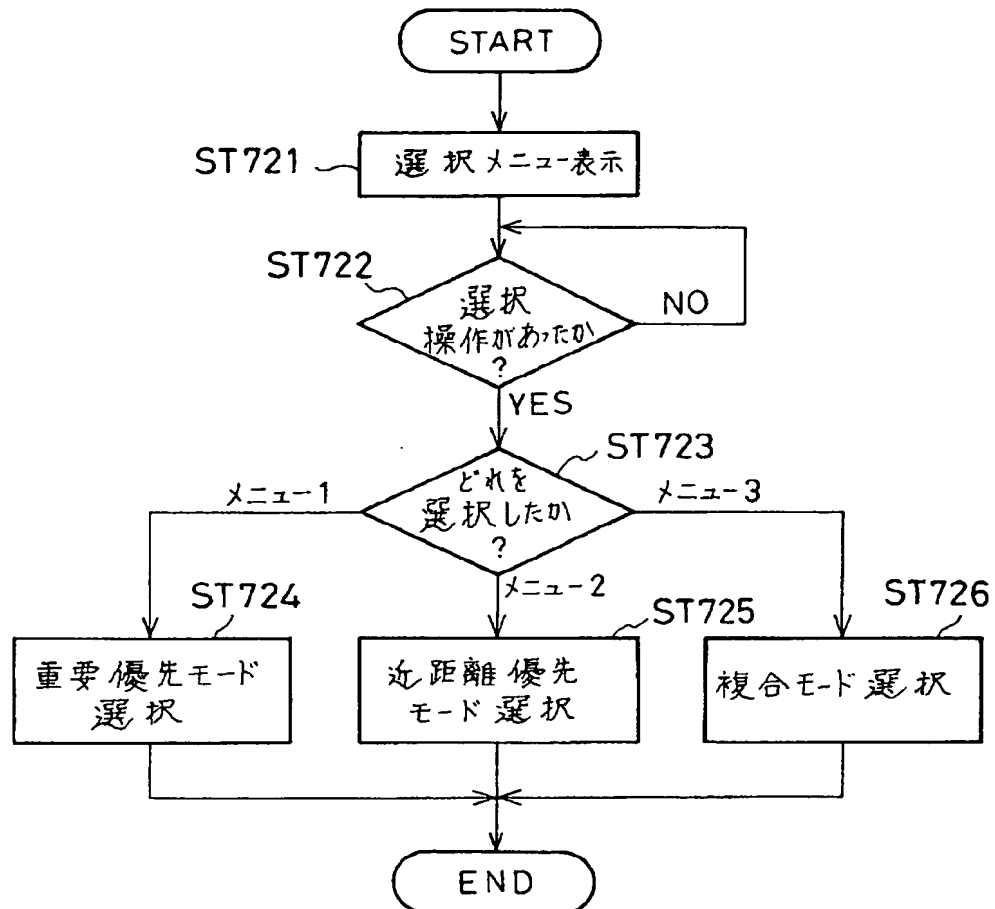 START
ST721
選択メニュー表示
ST722
選択
操作があったか
?
NO
YES
ST723
どれを
選択したか
?
メニュー1
メニュー2
メニュー3
ST724
重要優先モード
選択
ST725
近距離優先
モード選択
ST726
複合モード選択
END